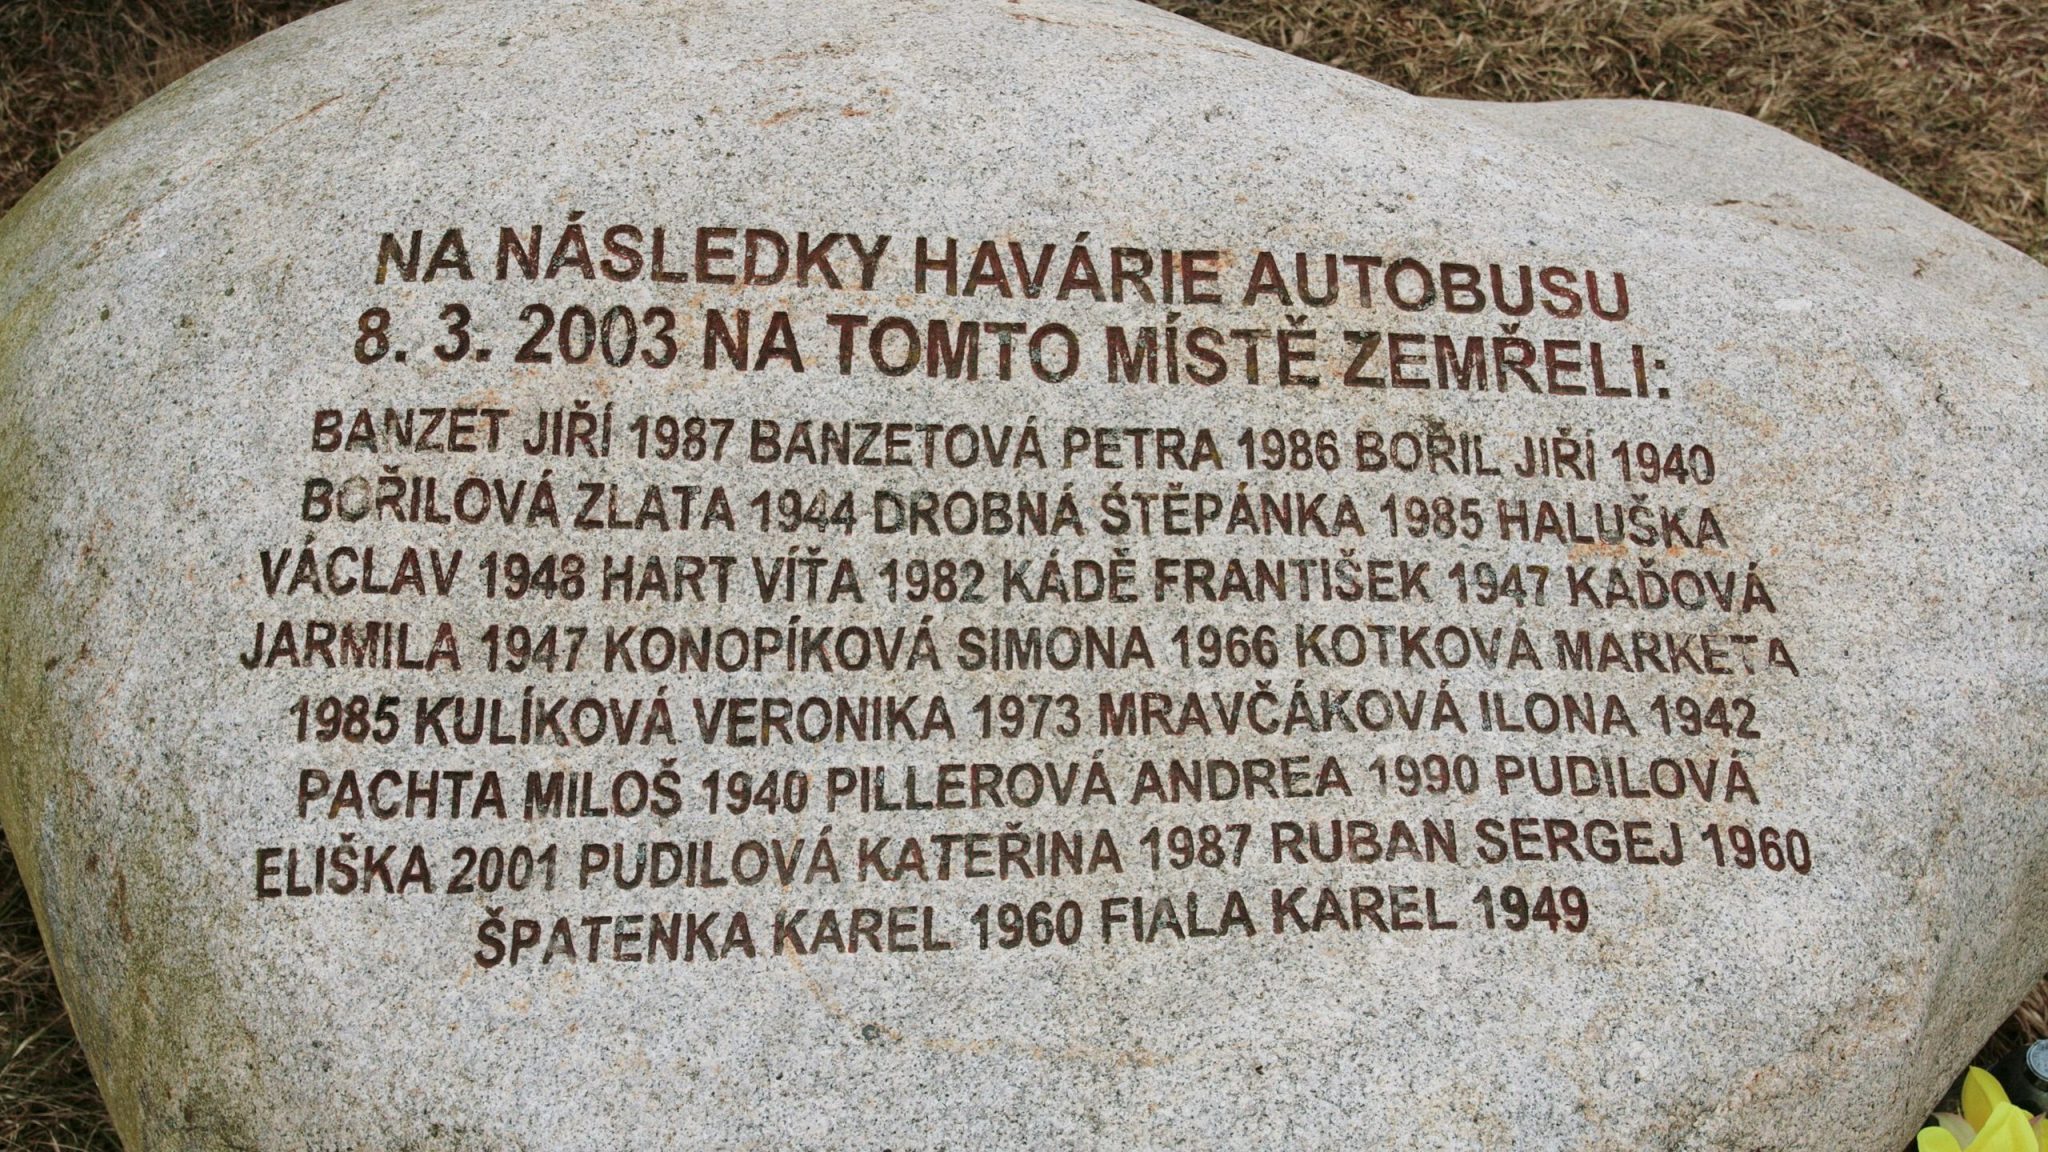 NA NÁSLEDKY HAVÁRIE AUTOBUSU
8. 3. 2003 NA TOMTO MÍSTĚ ZEMŘELI:
BANZET JIŘÍ 1987 BANZETOVÁ PETRA 1986 BOŘIL JIŘÍ 1940
BOŘILOVÁ ZLATA 1944 DROBNÁ ŠTĚPÁNKA 1985 HALUŠKA
VÁCLAV 1948 HART VÍŤA 1982 KÁDĚ FRANTIŠEK 1947 KAĎOVÁ
JARMILA 1947 KONOPÍKOVÁ SIMONA 1966 KOTKOVÁ MARKETA
1985 KULÍKOVÁ VERONIKA 1973 MRAVČÁKOVÁ ILONA 1942
PACHTA MILOŠ 1940 PILLEROVÁ ANDREA 1990 PUDILOVÁ
ELIŠKA 2001 PUDILOVÁ KATEŘINA 1987 RUBAN SERGEJ 1960
ŠPATENKA KAREL 1960 FIALA KAREL 1949